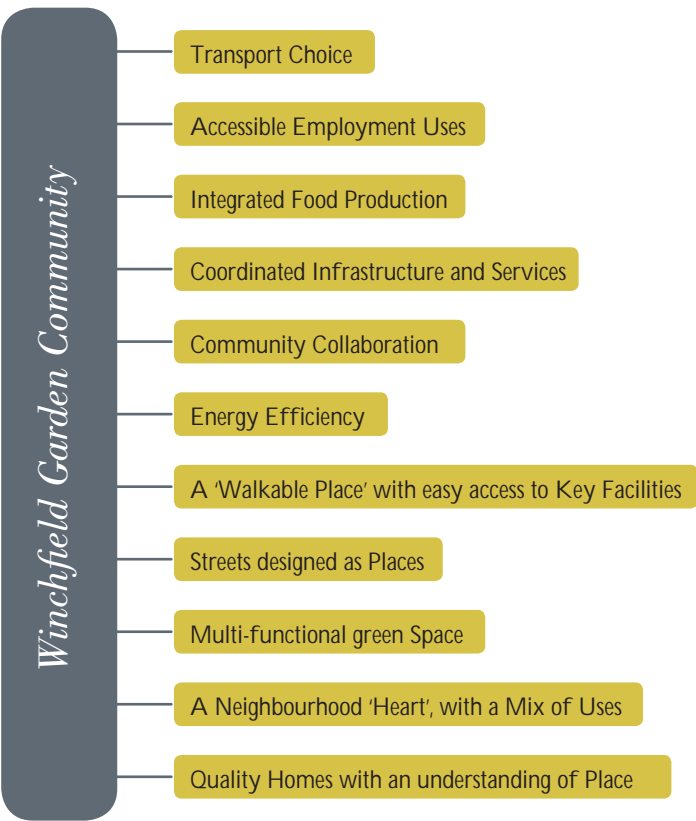 Winchfield Garden Community
Transport Choice
Accessible Employment Uses
Integrated Food Production
Coordinated Infrastructure and Services
Community Collaboration
Energy Efficiency
A ‘Walkable Place’ with easy access to Key Facilities
Streets designed as Places
Multi-functional green Space
A Neighbourhood ‘Heart’, with a Mix of Uses
Quality Homes with an understanding of Place